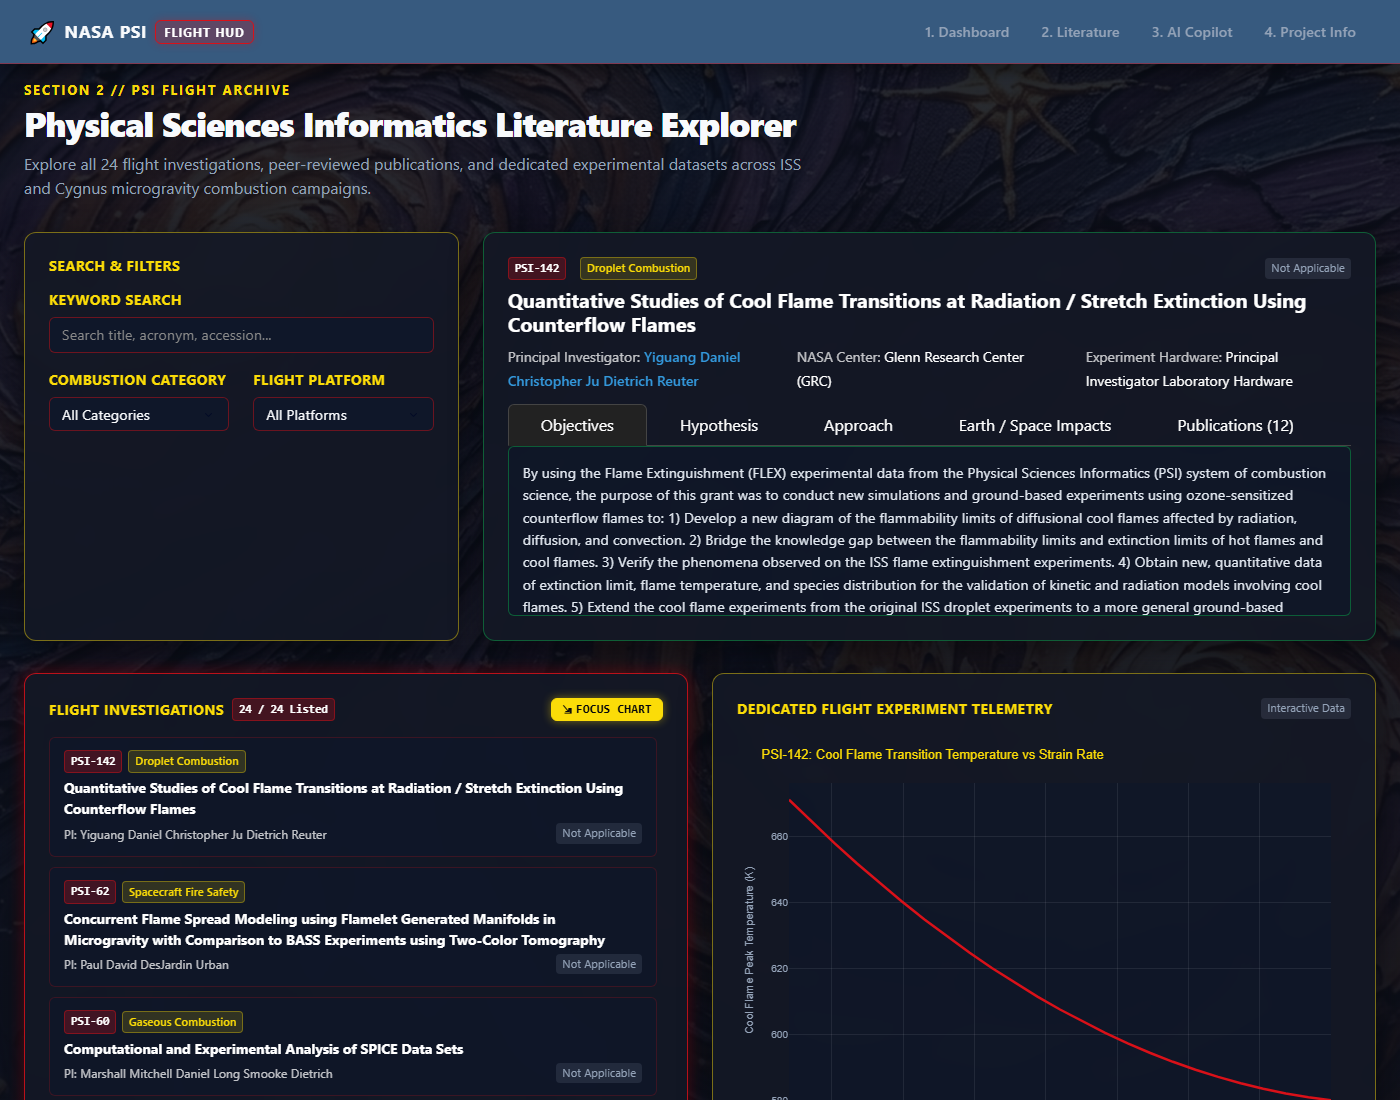 NASA PSI FLIGHT HUD
1. Dashboard 2. Literature 3. AI Copilot 4. Project Info
SECTION 2 // PSI FLIGHT ARCHIVE
Physical Sciences Informatics Literature Explorer
Explore all 24 flight investigations, peer-reviewed publications, and dedicated experimental datasets across ISS
and Cygnus microgravity combustion campaigns.
SEARCH & FILTERS
KEYWORD SEARCH
Search title, acronym, accession...
COMBUSTION CATEGORY FLIGHT PLATFORM
All Categories All Platforms
PSI-142 Droplet Combustion Not Applicable
Quantitative Studies of Cool Flame Transitions at Radiation / Stretch Extinction Using
Counterflow Flames
Principal Investigator: Yiguang Daniel
Christopher Ju Dietrich Reuter
NASA Center: Glenn Research Center
(GRC)
Experiment Hardware: Principal
Investigator Laboratory Hardware
Objectives Hypothesis Approach Earth / Space Impacts Publications (12)
By using the Flame Extinguishment (FLEX) experimental data from the Physical Sciences Informatics (PSI) system of combustion
science, the purpose of this grant was to conduct new simulations and ground-based experiments using ozone-sensitized
counterflow flames to: 1) Develop a new diagram of the flammability limits of diffusional cool flames affected by radiation,
diffusion, and convection. 2) Bridge the knowledge gap between the flammability limits and extinction limits of hot flames and
cool flames. 3) Verify the phenomena observed on the ISS flame extinguishment experiments. 4) Obtain new, quantitative data
of extinction limit, flame temperature, and species distribution for the validation of kinetic and radiation models involving cool
flames. 5) Extend the cool flame experiments from the original ISS droplet experiments to a more general ground-based
FLIGHT INVESTIGATIONS 24 / 24 Listed FOCUS CHART
PSI-142 Droplet Combustion
Quantitative Studies of Cool Flame Transitions at Radiation / Stretch Extinction Using
Counterflow Flames
PI: Yiguang Daniel Christopher Ju Dietrich Reuter Not Applicable
PSI-62 Spacecraft Fire Safety
Concurrent Flame Spread Modeling using Flamelet Generated Manifolds in
Microgravity with Comparison to BASS Experiments using Two-Color Tomography
PI: Paul David DesJardin Urban Not Applicable
PSI-60 Gaseous Combustion
Computational and Experimental Analysis of SPICE Data Sets
PI: Marshall Mitchell Daniel Long Smooke Dietrich Not Applicable
DEDICATED FLIGHT EXPERIMENT TELEMETRY Interactive Data
PSI-142: Cool Flame Transition Temperature vs Strain Rate
Cool Flame Peak Temperature (K)
660
640
620
600
580